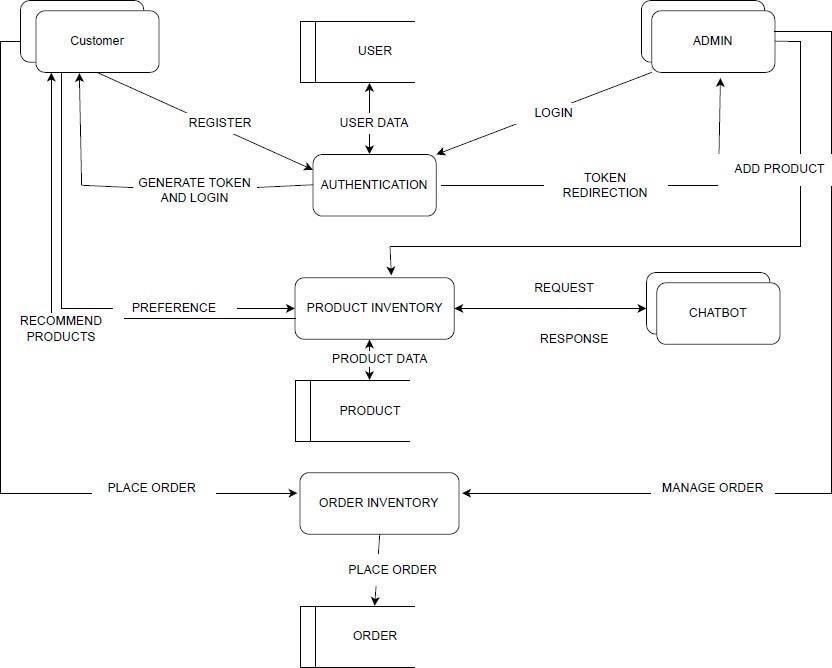 Customer
USER
ADMIN
REGISTER
USER DATA
LOGIN
GENERATE TOKEN
AND LOGIN
AUTHENTICATION
TOKEN
REDIRECTION
ADD PRODUCT
RECOMMEND
PRODUCTS
PREFERENCE
PRODUCT INVENTORY
REQUEST
CHATBOT
RESPONSE
PRODUCT DATA
PRODUCT
PLACE ORDER
ORDER INVENTORY
MANAGE ORDER
PLACE ORDER
ORDER